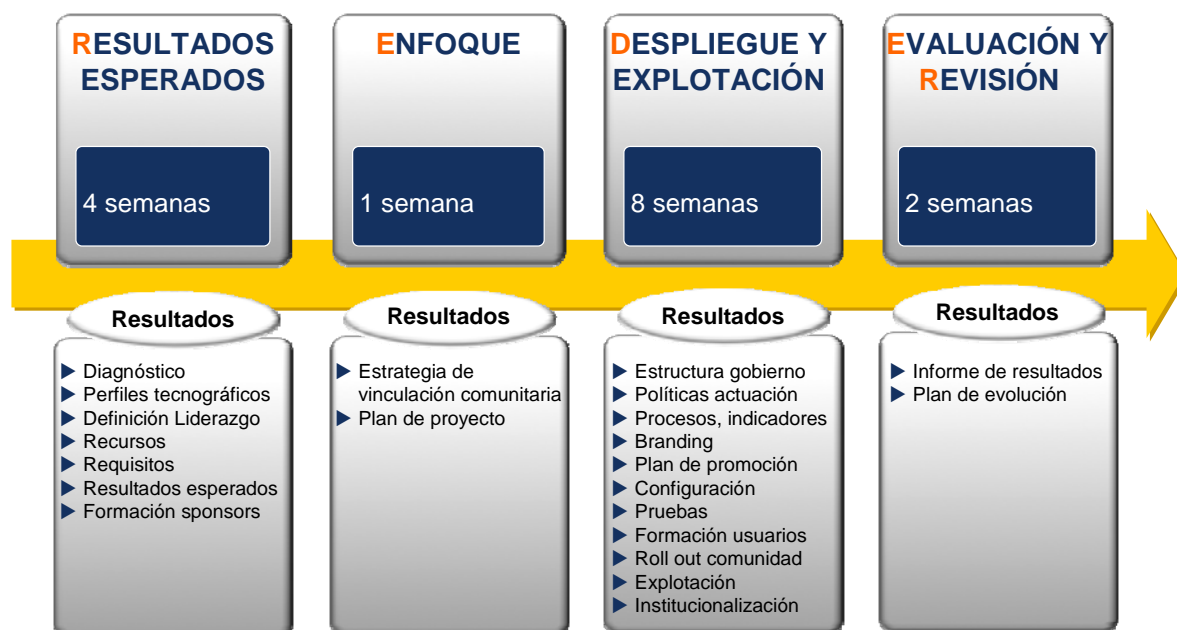 RESULTADOS
ESPERADOS
4 semanas
ENFOQUE
1 semana
DESPLIEGUE Y
EXPLOTACIÓN
8 semanas
EVALUACIÓN Y
REVISIÓN
2 semanas
Resultados
Diagnóstico
Perfiles tecnográficos
Definición Liderazgo
Recursos
Requisitos
Resultados esperados
Formación sponsors
Resultados
Estrategia de
vinculación comunitaria
Plan de proyecto
Resultados
Estructura gobierno
Políticas actuación
Procesos, indicadores
Branding
Plan de promoción
Configuración
Pruebas
Formación usuarios
Roll out comunidad
Explotación
Institucionalización
Resultados
Informe de resultados
Plan de evolución